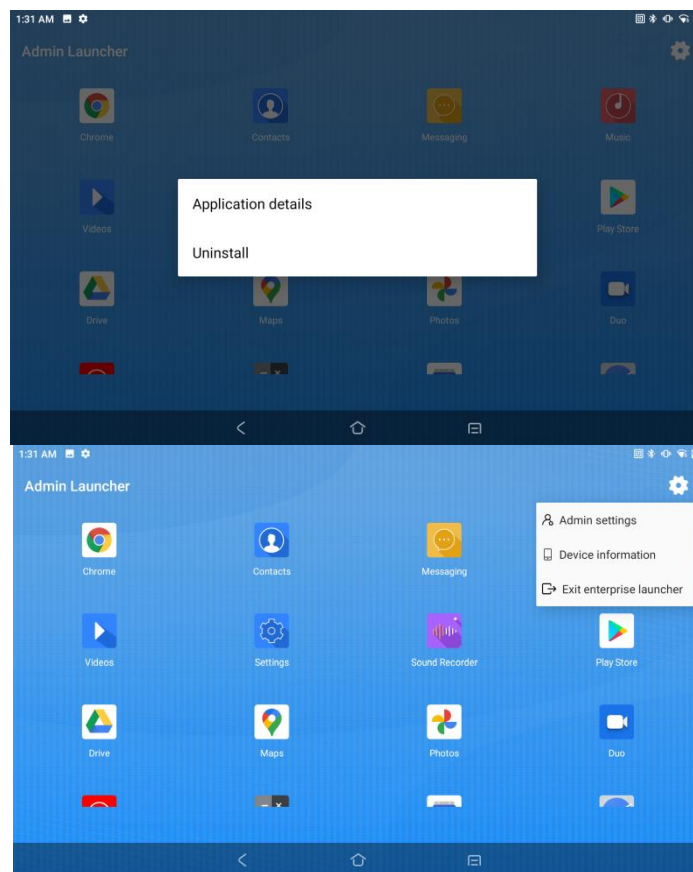 1:31 AM
Admin Launcher
Chrome
Contacts
Messaging
Music
Application details
Uninstall
Videos
Play Store
Drive
Maps
Photos
Duo
1:31 AM
Admin Launcher
Admin settings
Device information
Exit enterprise launcher
Chrome
Contacts
Messaging
Videos
Settings
Sound Recorder
Play Store
Drive
Maps
Photos
Duo